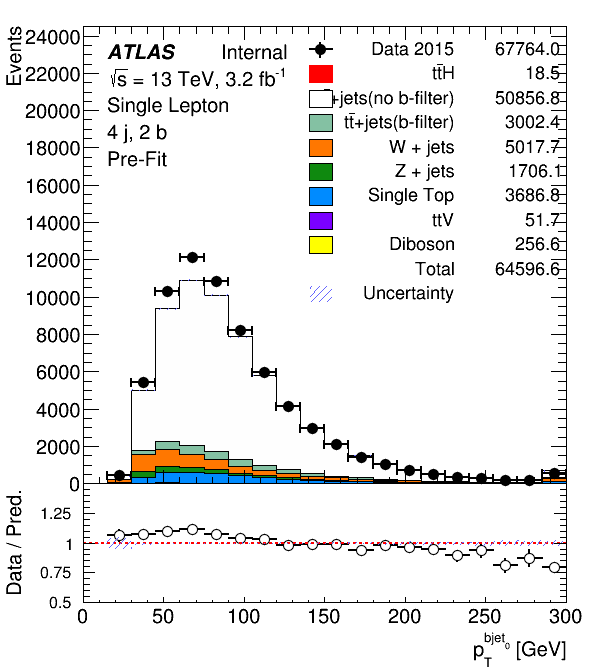 Events
24000
22000
20000
18000
16000
14000
12000
10000
8000
6000
4000
2000
0
ATLAS Internal
√s = 13 TeV, 3.2 fb⁻¹
Single Lepton
4 j, 2 b
Pre-Fit
Data 2015 67764.0
tt̄H 18.5
+jets(no b-filter) 50856.8
tt̄+jets(b-filter) 3002.4
W + jets 5017.7
Z + jets 1706.1
Single Top 3686.8
ttV 51.7
Diboson 256.6
Total 64596.6
Uncertainty
Data / Pred.
1.25
1
0.75
0.5
0 50 100 150 200 250 300
p_T^bjet₀ [GeV]